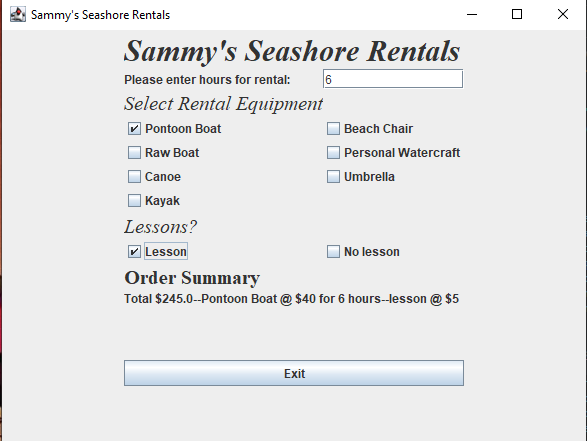 Sammy's Seashore Rentals
Sammy's Seashore Rentals
Please enter hours for rental: 6
Select Rental Equipment
Pontoon Boat Beach Chair
Raw Boat Personal Watercraft
Canoe Umbrella
Kayak
Lessons?
Lesson No lesson
Order Summary
Total $245.0--Pontoon Boat @ $40 for 6 hours--lesson @ $5
Exit